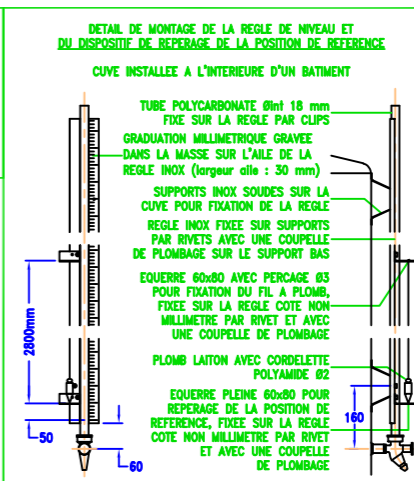 DETAIL DE MONTAGE DE LA REGLE DE NIVEAU ET
DU DISPOSITIF DE REPERAGE DE LA POSITION DE REFERENCE
CUVE INSTALLEE A L'INTERIEURE D'UN BATIMENT
TUBE POLYCARBONATE Øint 18 mm
FIXE SUR LA REGLE PAR CLIPS
GRADUATION MILLIMETRIQUE GRAVEE
DANS LA MASSE SUR L'AILE DE LA
REGLE INOX (largeur aile : 30 mm)
SUPPORTS INOX SOUDES SUR LA
CUVE POUR FIXATION DE LA REGLE
REGLE INOX FIXEE SUR SUPPORTS
PAR RIVETS AVEC UNE COUPELLE
DE PLOMBAGE SUR LE SUPPORT BAS
EQUERRE 60x80 AVEC PERCAGE Ø3
POUR FIXATION DU FIL A PLOMB,
FIXEE SUR LA REGLE COTE NON
MILLIMETRE PAR RIVET ET AVEC
UNE COUPELLE DE PLOMBAGE
PLOMB LAITON AVEC CORDELETTE
POLYAMIDE Ø2
EQUERRE PLEINE 60x80 POUR
REPERAGE DE LA POSITION DE
REFERENCE, FIXEE SUR LA REGLE
COTE NON MILLIMETRE PAR RIVET
ET AVEC UNE COUPELLE
DE PLOMBAGE
2800mm
50
60
160